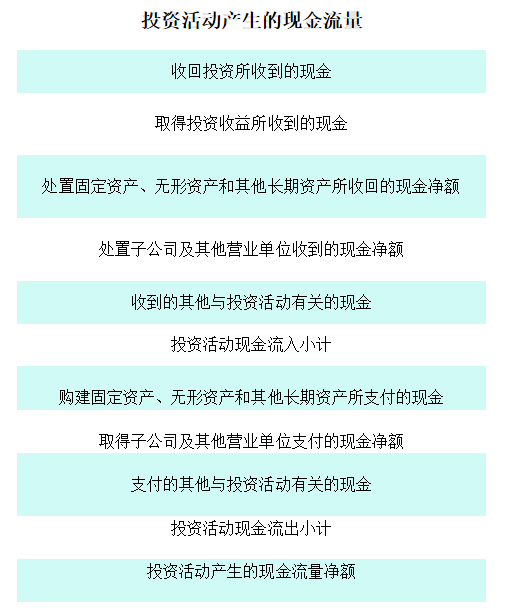 投资活动产生的现金流量
收回投资所收到的现金
取得投资收益所收到的现金
处置固定资产、无形资产和其他长期资产所收回的现金净额
处置子公司及其他营业单位收到的现金净额
收到的其他与投资活动有关的现金
投资活动现金流入小计
购建固定资产、无形资产和其他长期资产所支付的现金
取得子公司及其他营业单位支付的现金净额
支付的其他与投资活动有关的现金
投资活动现金流出小计
投资活动产生的现金流量净额